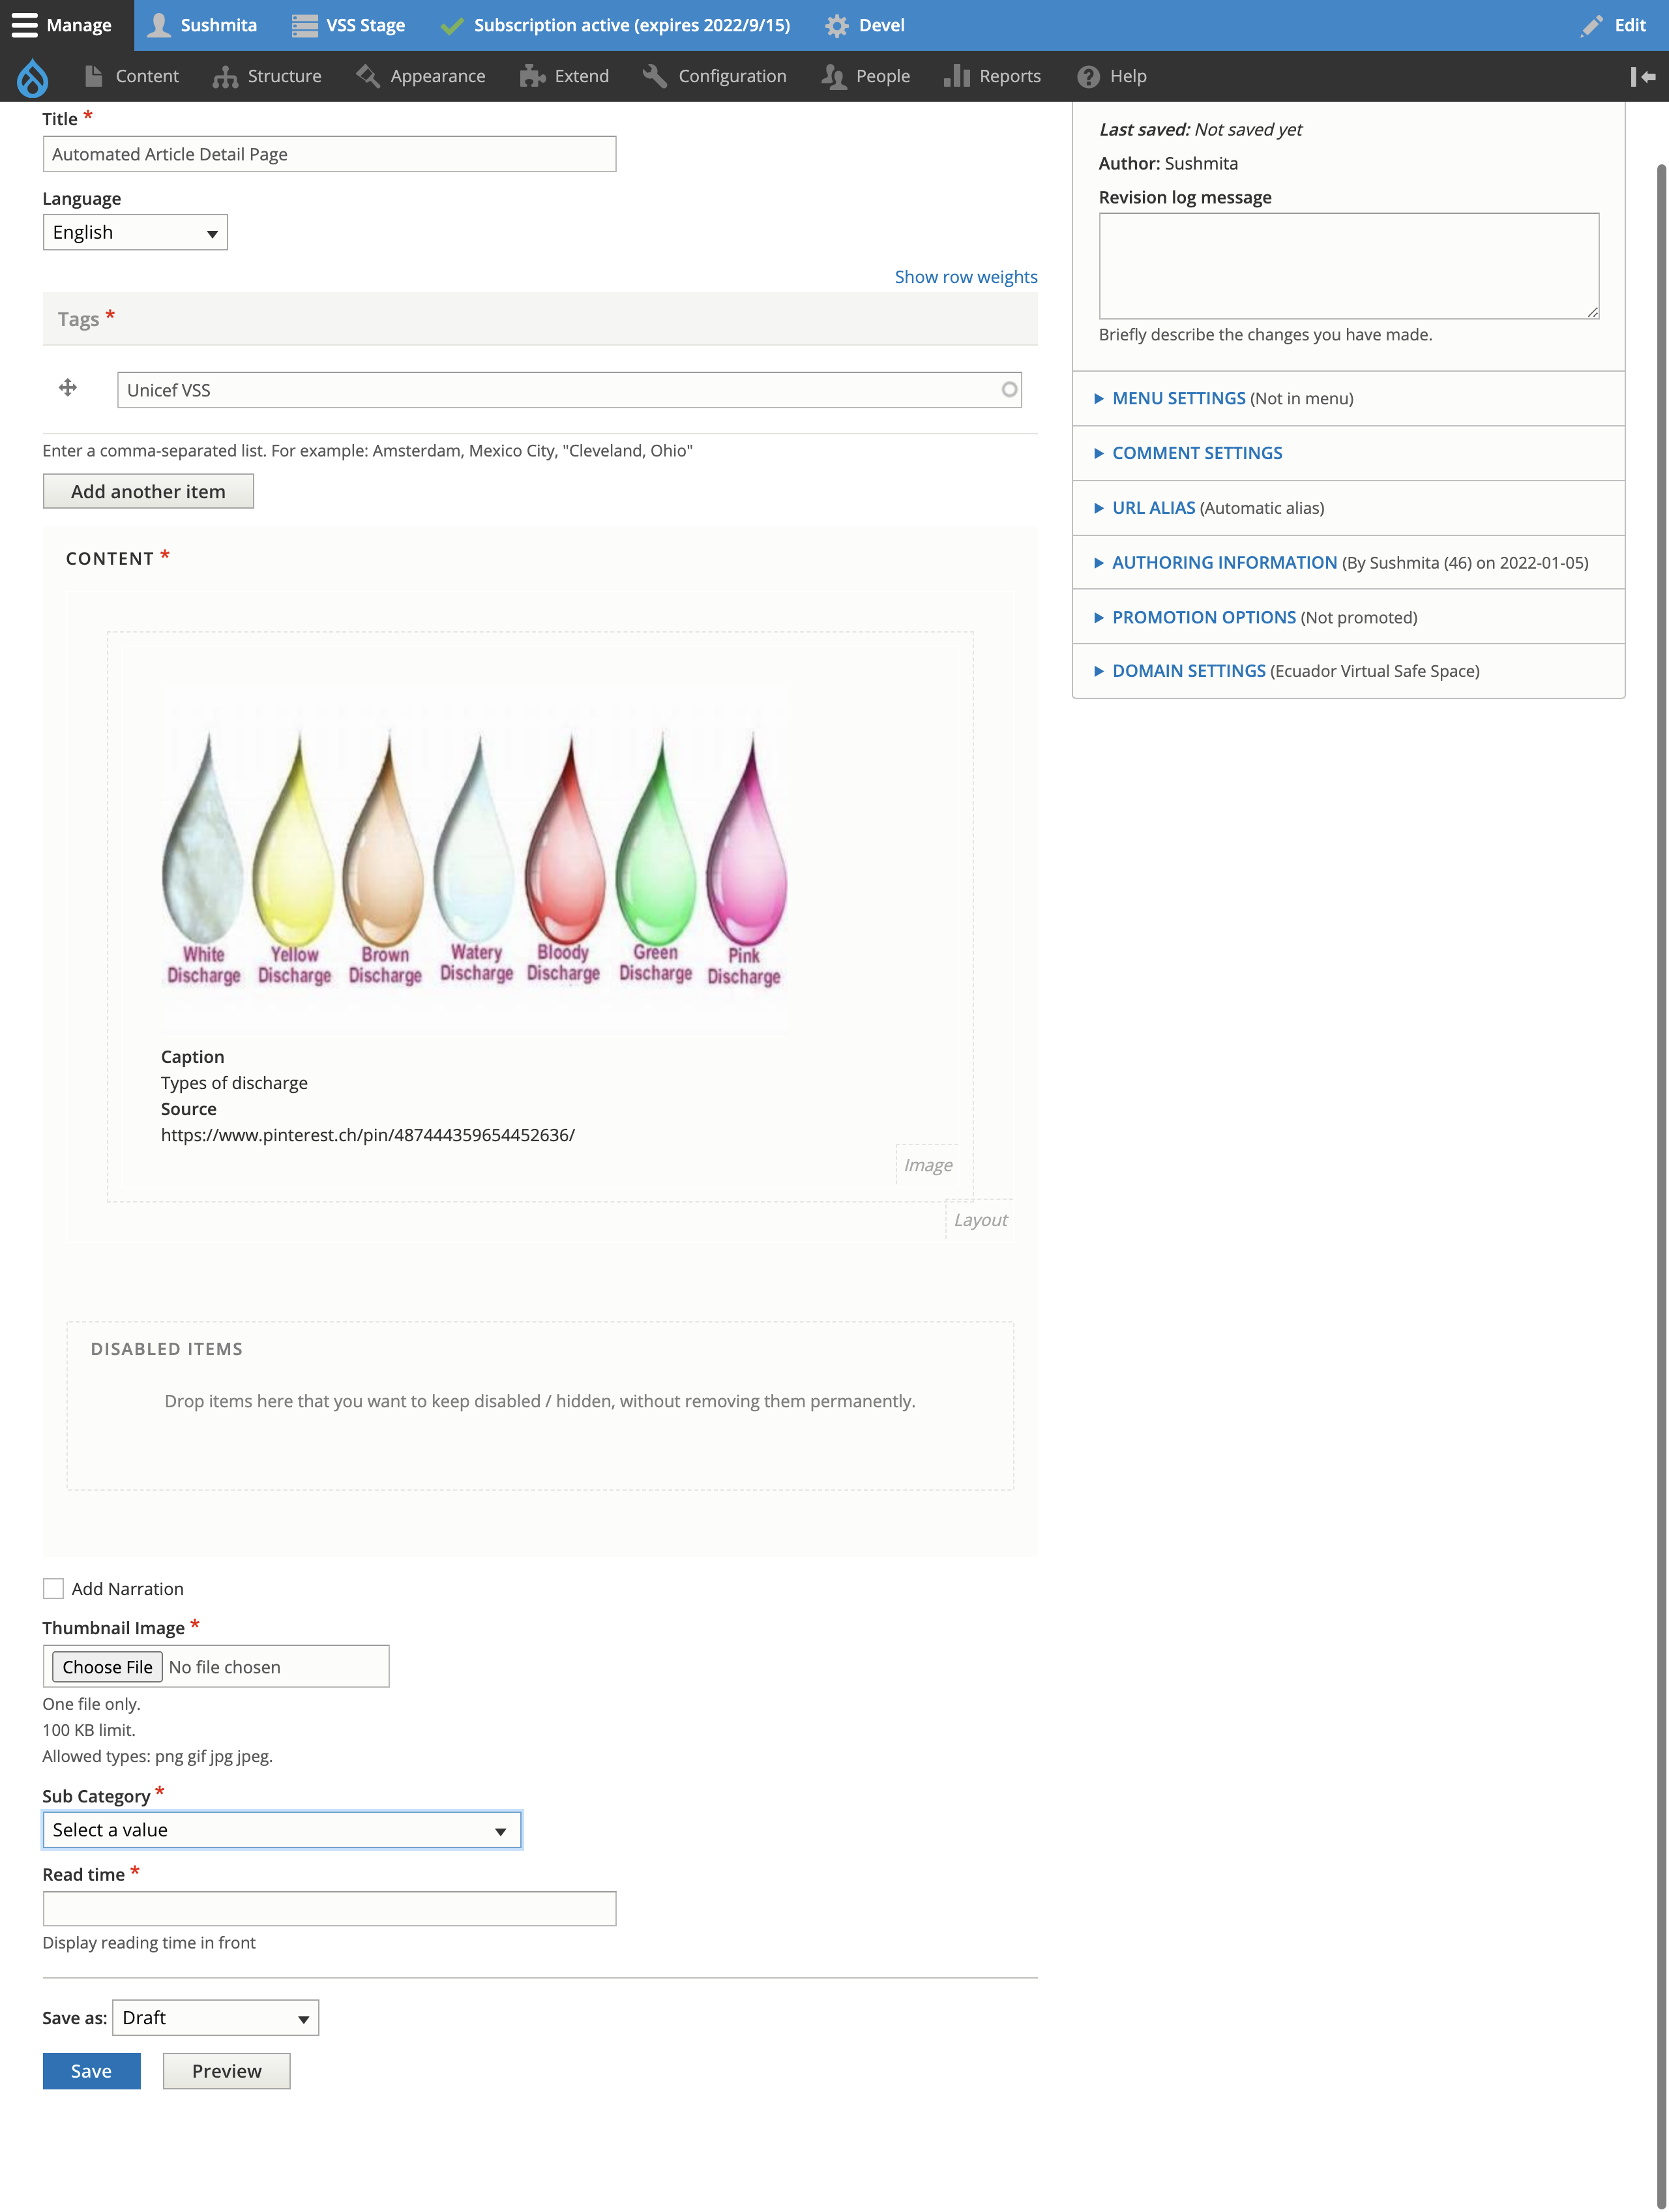 Manage Sushmita VSS Stage Subscription active (expires 2022/9/15) Devel Edit
Content Structure Appearance Extend Configuration People Reports Help
Title *
Automated Article Detail Page
Language
English
Show row weights
Tags *
Unicef VSS
Enter a comma-separated list. For example: Amsterdam, Mexico City, "Cleveland, Ohio"
Add another item
CONTENT *
White Discharge
Yellow Discharge
Brown Discharge
Watery Discharge
Bloody Discharge
Green Discharge
Pink Discharge
Caption
Types of discharge
Source
https://www.pinterest.ch/pin/487444359654452636/
Image
Layout
DISABLED ITEMS
Drop items here that you want to keep disabled / hidden, without removing them permanently.
Add Narration
Thumbnail Image *
Choose File No file chosen
One file only.
100 KB limit.
Allowed types: png gif jpg jpeg.
Sub Category *
Select a value
Read time *
Display reading time in front
Save as: Draft
Save Preview
Last saved: Not saved yet
Author: Sushmita
Revision log message
Briefly describe the changes you have made.
MENU SETTINGS (Not in menu)
COMMENT SETTINGS
URL ALIAS (Automatic alias)
AUTHORING INFORMATION (By Sushmita (46) on 2022-01-05)
PROMOTION OPTIONS (Not promoted)
DOMAIN SETTINGS (Ecuador Virtual Safe Space)